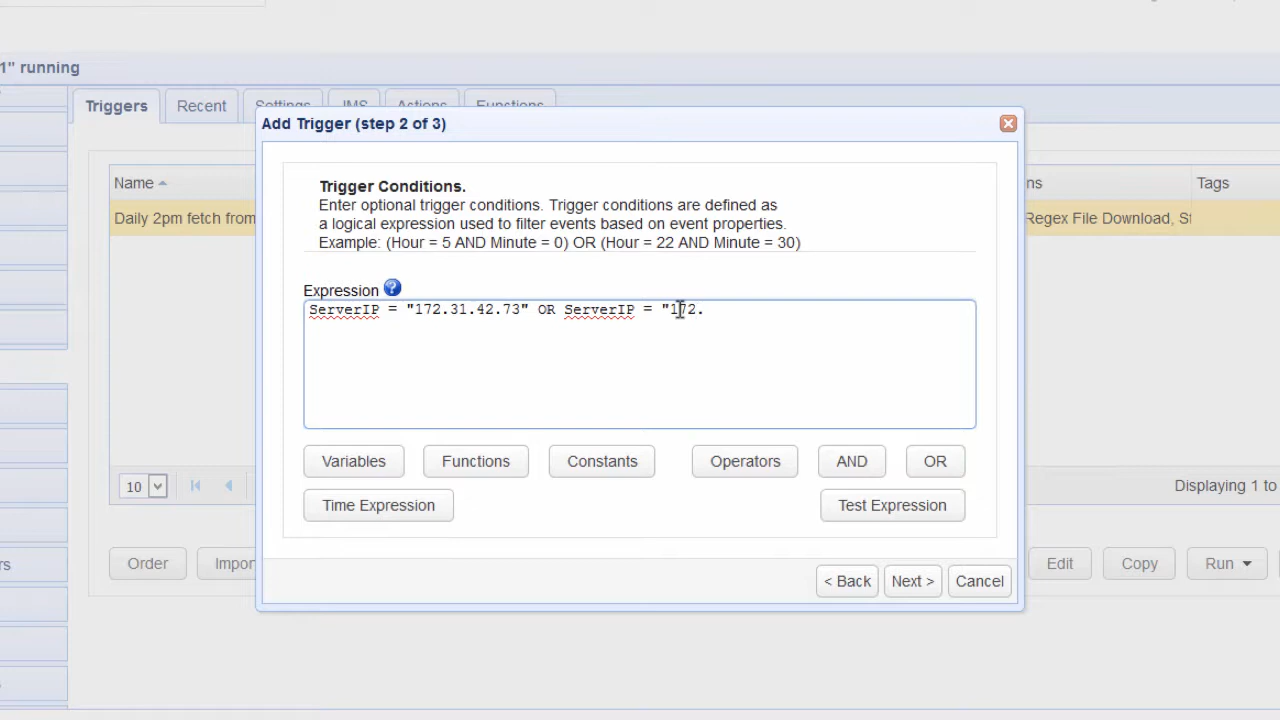 1" running
Triggers
Recent
Settings
JMS
Actions
Functions
Add Trigger (step 2 of 3)
Trigger Conditions.
Enter optional trigger conditions. Trigger conditions are defined as
a logical expression used to filter events based on event properties.
Example: (Hour = 5 AND Minute = 0) OR (Hour = 22 AND Minute = 30)
Name
ns
Tags
Daily 2pm fetch from
Regex File Download, St
Expression
ServerIP = "172.31.42.73" OR ServerIP = "172.
Variables
Functions
Constants
Operators
AND
OR
Time Expression
Test Expression
10
Displaying 1 to
rs
Order
Impor
Edit
Copy
Run
< Back
Next >
Cancel